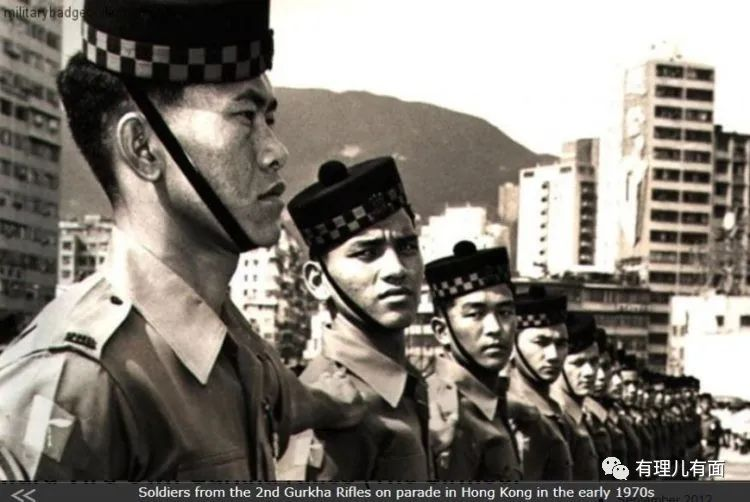 Soldiers from the 2nd Gurkha Rifles on parade in Hong Kong in the early 1970s
有理儿有面